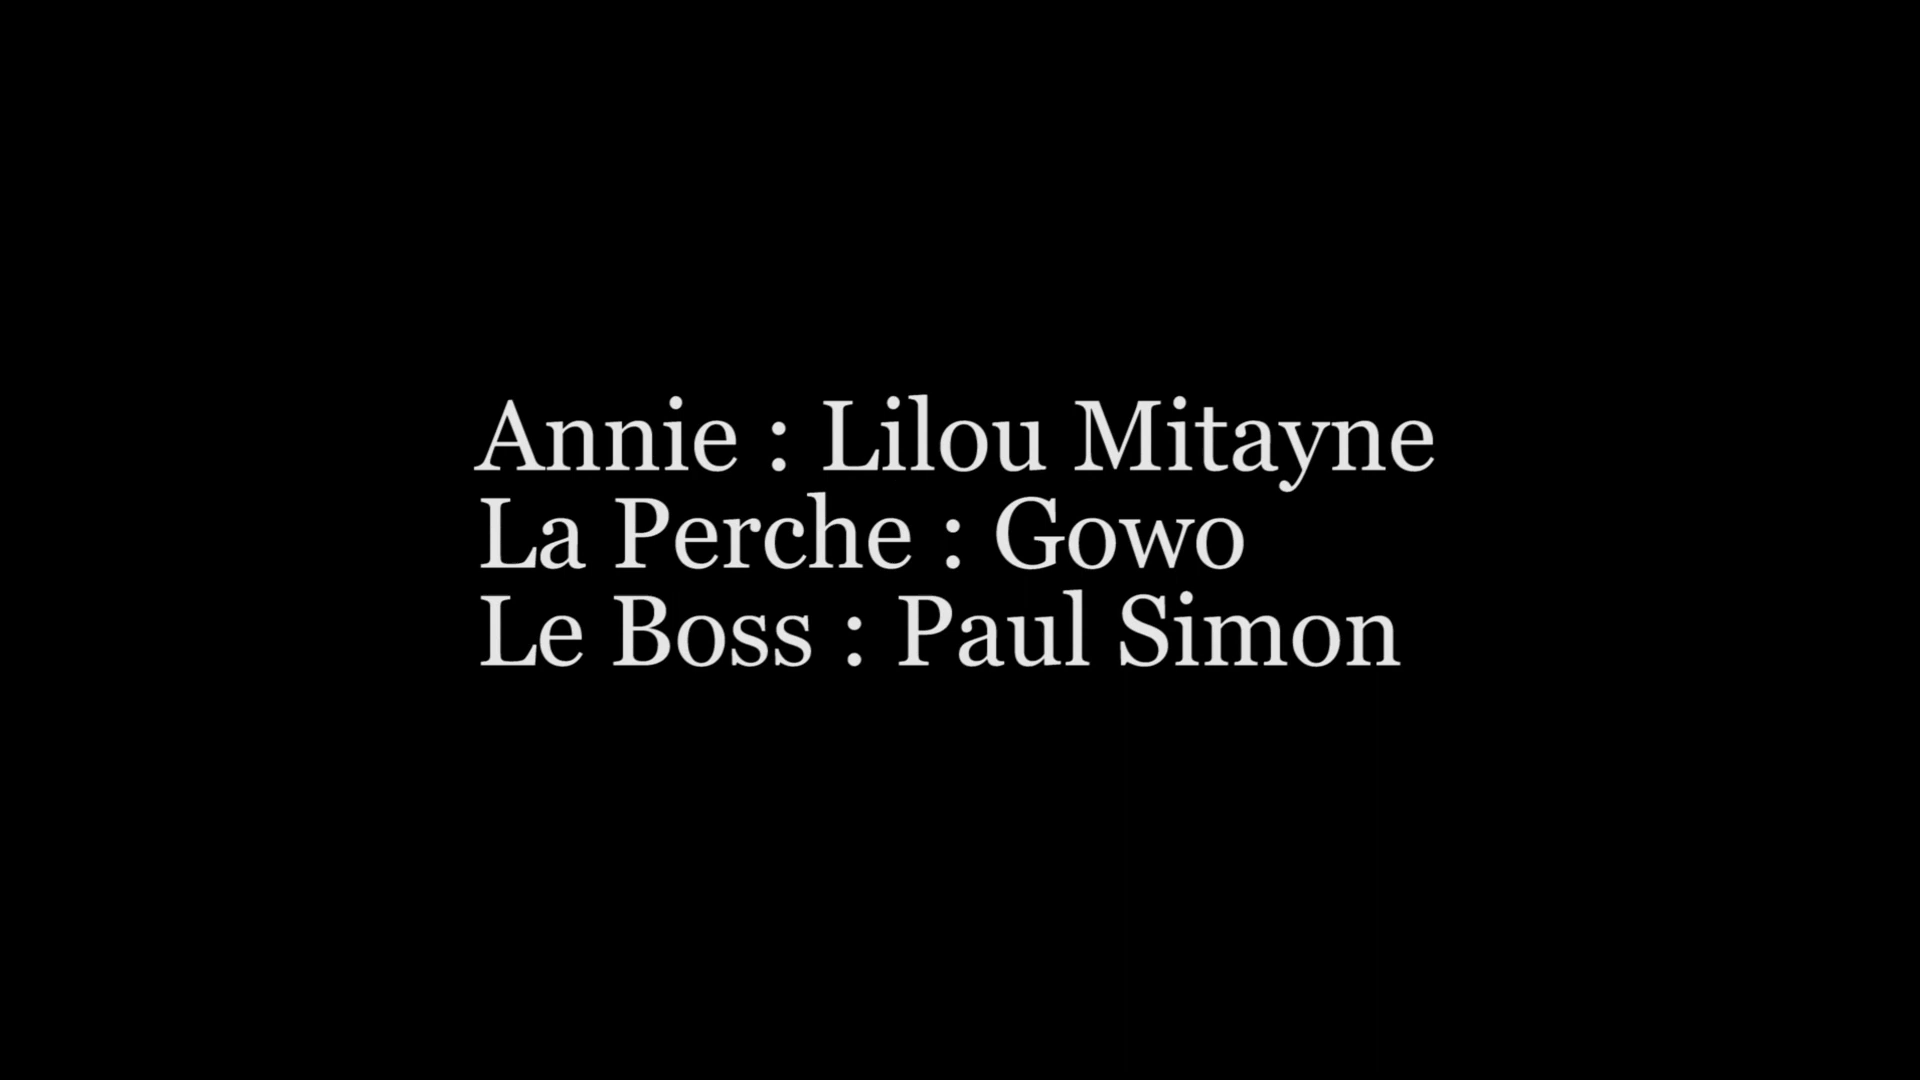 Annie : Lilou Mitayne
La Perche : Gowo
Le Boss : Paul Simon